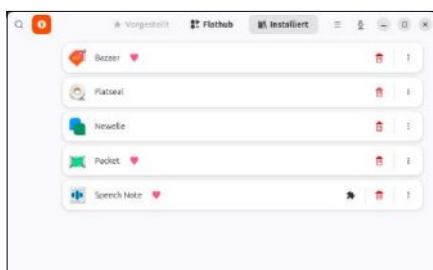 Vorgestellt Flathub Installiert
Bazaar
Flatseal
Newelle
Packet
Speech Note